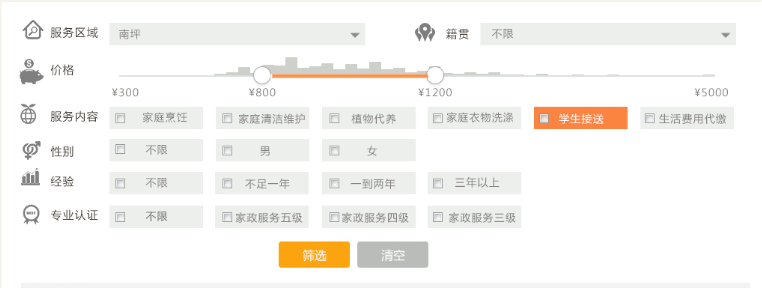 服务区域 南坪 籍贯 不限
$
价格
¥300 ¥800 ¥1200 ¥5000
服务内容 家庭烹饪 家庭清洁维护 植物代养 家庭衣物洗涤 学生接送 生活费用代缴
性别 不限 男 女
经验 不限 不足一年 一到两年 三年以上
专业认证 不限 家政服务五级 家政服务四级 家政服务三级
筛选 清空